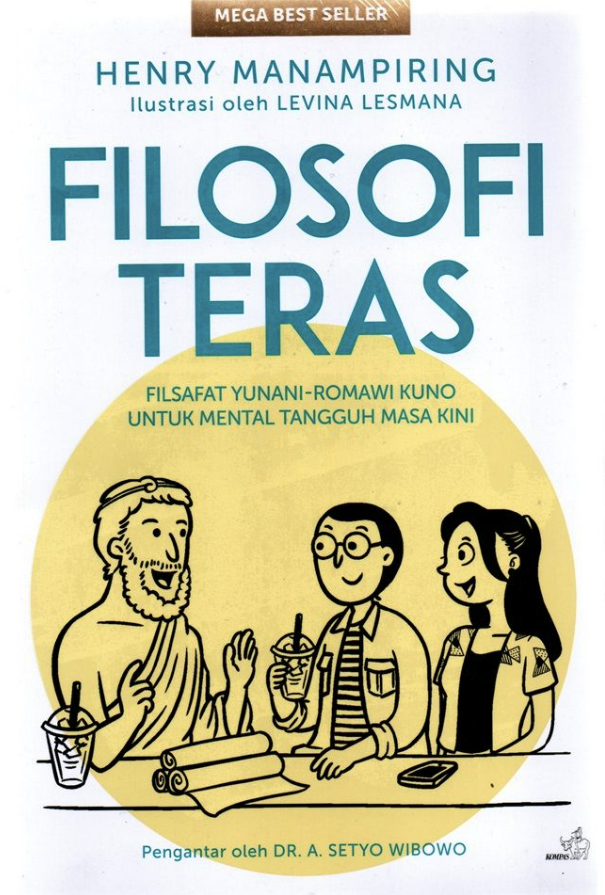 MEGA BEST SELLER
HENRY MANAMPIRING
Ilustrasi oleh LEVINA LESMANA
FILOSOFI
TERAS
FILSAFAT YUNANI-ROMAWI KUNO
UNTUK MENTAL TANGGUH MASA KINI
Pengantar oleh DR. A. SETYO WIBOWO
KOMPAS